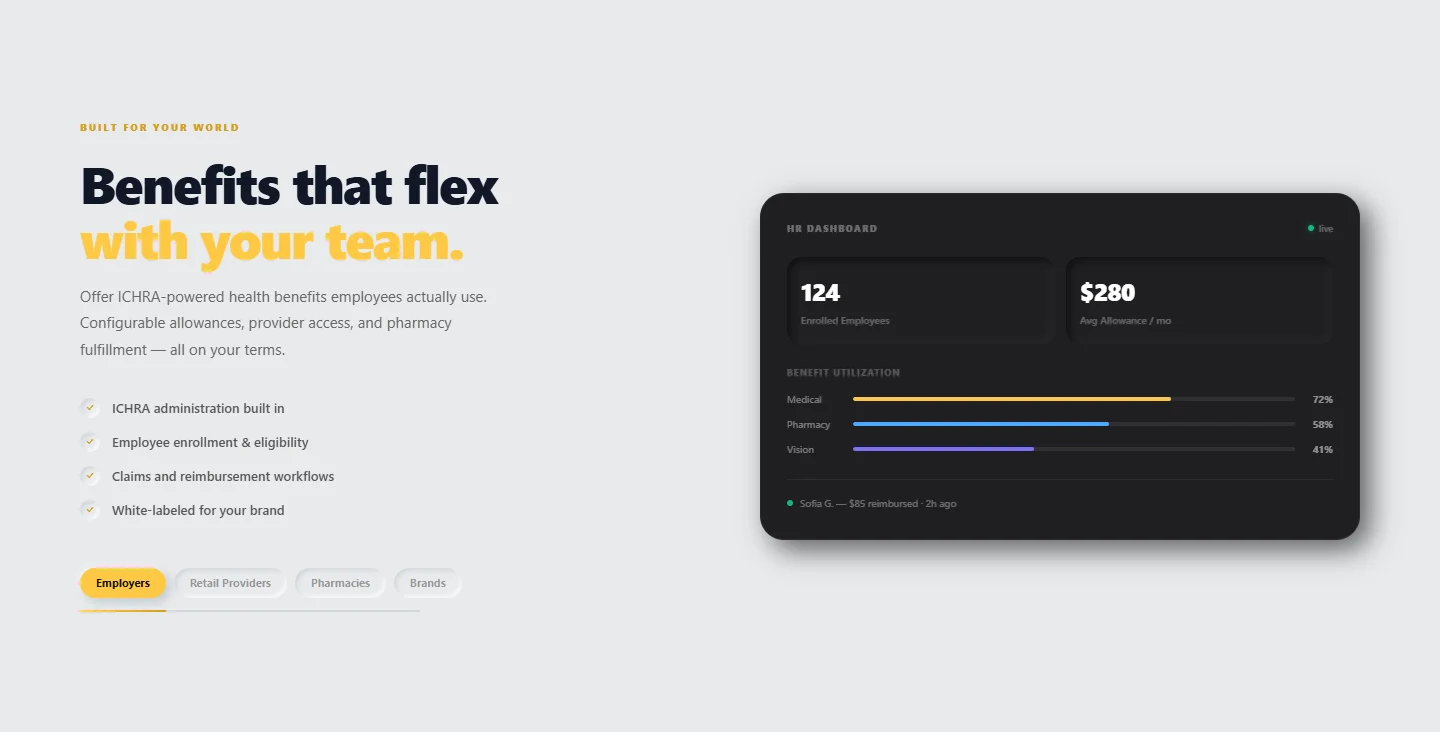 BUILT FOR YOUR WORLD
Benefits that flex
with your team.
Offer ICHRA-powered health benefits employees actually use.
Configurable allowances, provider access, and pharmacy
fulfillment — all on your terms.
ICHRA administration built in
Employee enrollment & eligibility
Claims and reimbursement workflows
White-labeled for your brand
Employers Retail Providers Pharmacies Brands
HR DASHBOARD live
124 $280
Enrolled Employees Avg Allowance / mo
BENEFIT UTILIZATION
Medical 72%
Pharmacy 58%
Vision 41%
Sofia G. — $85 reimbursed · 2h ago